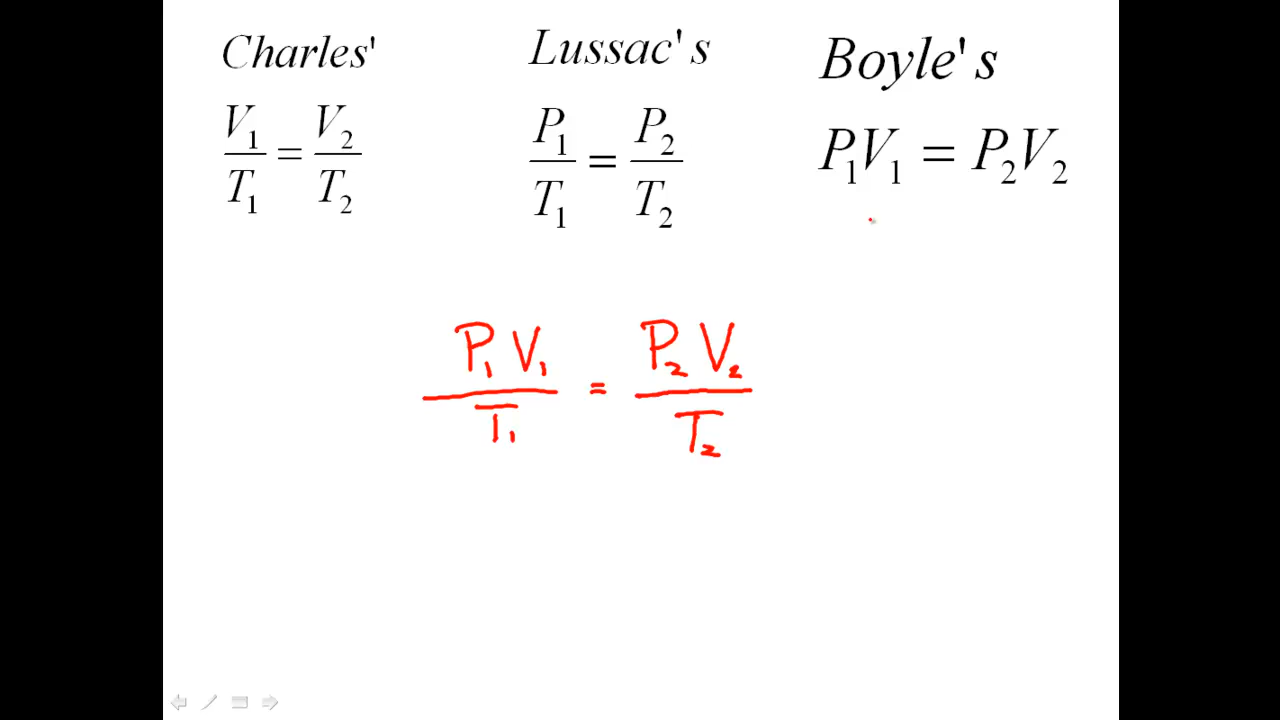 Charles'
V₁/T₁ = V₂/T₂
Lussac's
P₁/T₁ = P₂/T₂
Boyle's
P₁V₁ = P₂V₂
P₁V₁/T₁ = P₂V₂/T₂